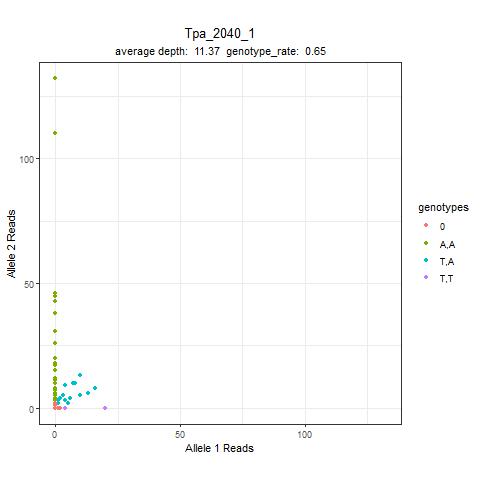 Tpa_2040_1
average depth:  11.37  genotype_rate:  0.65
Allele 2 Reads
100
50
0
0
50
100
Allele 1 Reads
genotypes
0
A,A
T,A
T,T